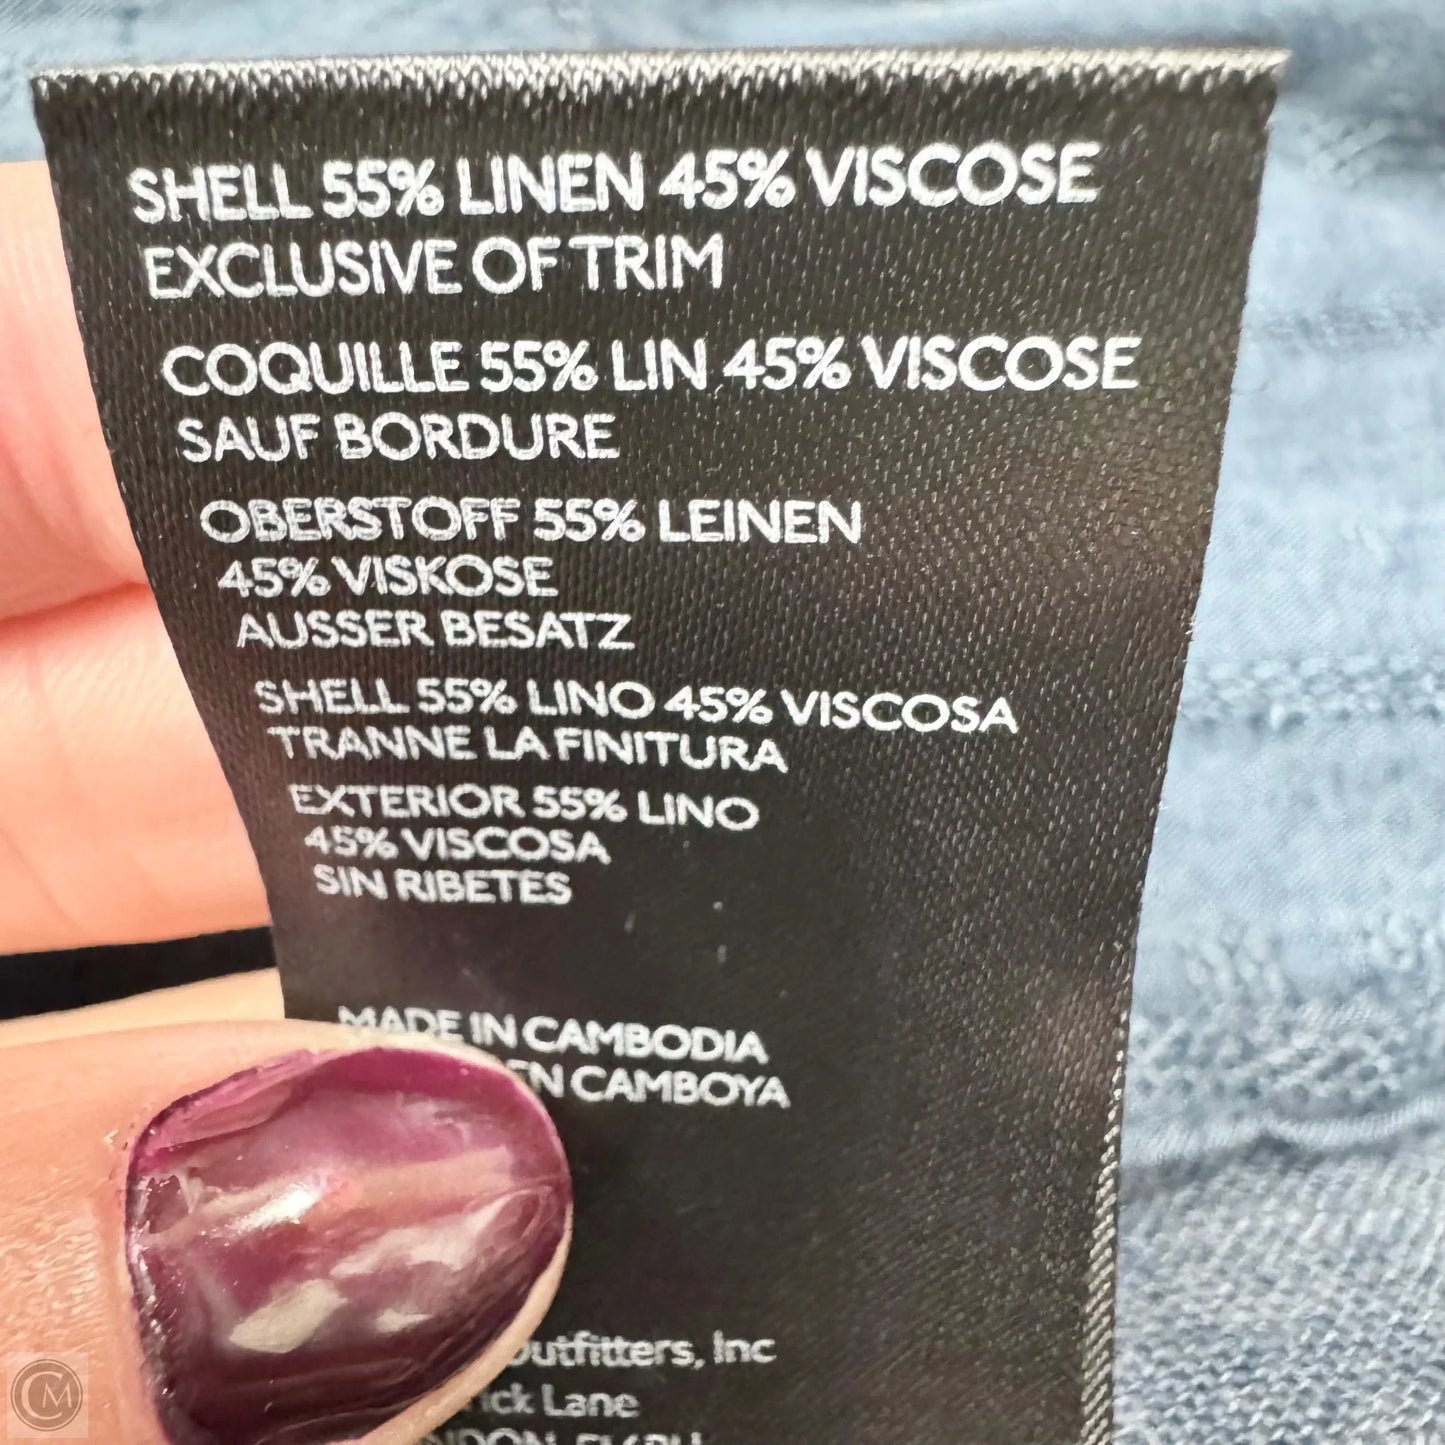 SHELL 55% LINEN 45% VISCOSE
EXCLUSIVE OF TRIM
COQUILLE 55% LIN 45% VISCOSE
SAUF BORDURE
OBERSTOFF 55% LEINEN
45% VISKOSE
AUSSER BESATZ
SHELL 55% LINO 45% VISCOSA
TRANNE LA FINITURA
EXTERIOR 55% LINO
45% VISCOSA
SIN RIBETES
MADE IN CAMBODIA
EN CAMBOYA
Outfitters, Inc
Lane
CM